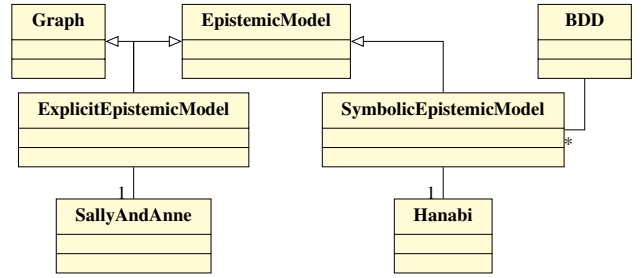 Graph EpistemicModel BDD
ExplicitEpistemicModel SymbolicEpistemicModel
*
1 1
SallyAndAnne Hanabi